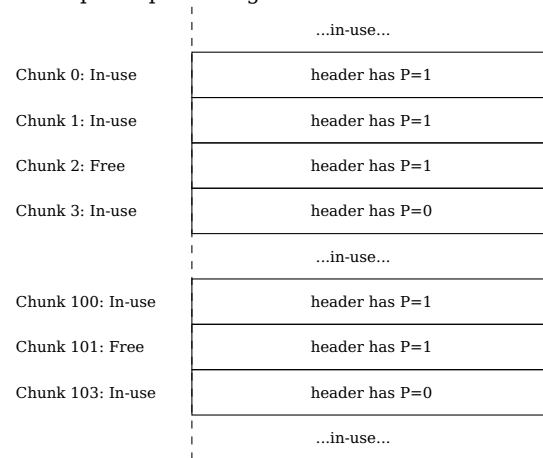 ...in-use...
Chunk 0: In-use header has P=1
Chunk 1: In-use header has P=1
Chunk 2: Free header has P=1
Chunk 3: In-use header has P=0
...in-use...
Chunk 100: In-use header has P=1
Chunk 101: Free header has P=1
Chunk 103: In-use header has P=0
...in-use...